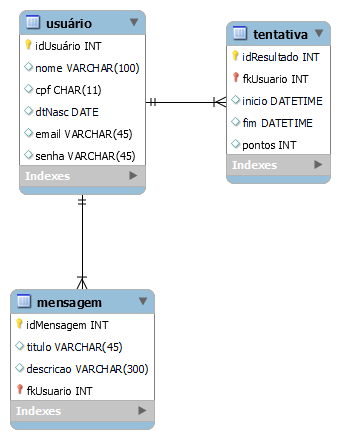 usuário
idUsuário INT
nome VARCHAR(100)
cpf CHAR(11)
dtNasc DATE
email VARCHAR(45)
senha VARCHAR(45)
Indexes
tentativa
idResultado INT
fkUsuario INT
inicio DATETIME
fim DATETIME
pontos INT
Indexes
mensagem
idMensagem INT
titulo VARCHAR(45)
descricao VARCHAR(300)
fkUsuario INT
Indexes